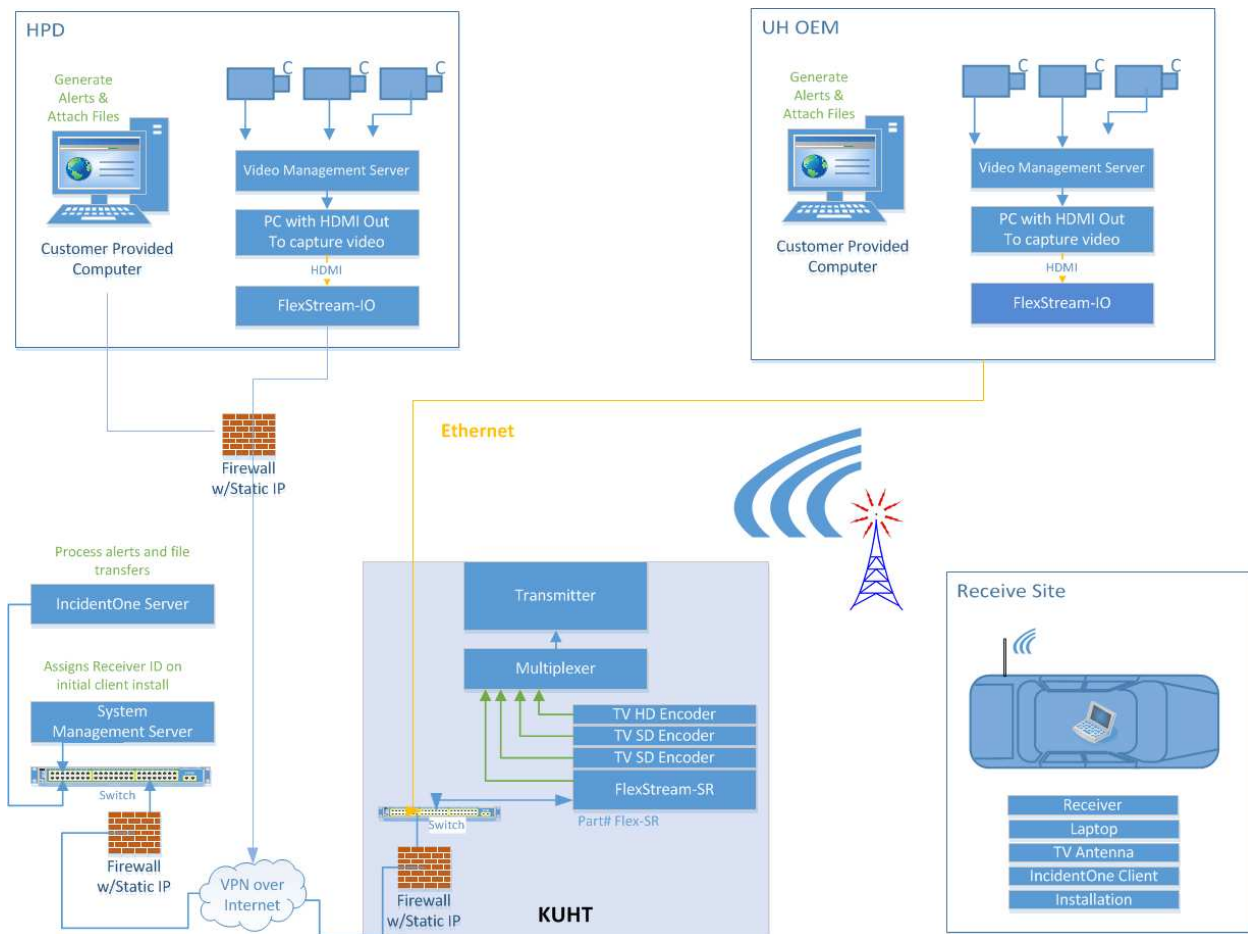 HPD
Generate
Alerts &
Attach Files
C
C
C
Video Management Server
PC with HDMI Out
To capture video
HDMI
FlexStream-IO
Customer Provided
Computer
UH OEM
Generate
Alerts &
Attach Files
C
C
C
Video Management Server
PC with HDMI Out
To capture video
HDMI
FlexStream-IO
Customer Provided
Computer
Firewall
w/Static IP
Ethernet
Process alerts and file
transfers
IncidentOne Server
Assigns Receiver ID on
initial client install
System
Management Server
Switch
Firewall
w/Static IP
VPN over
Internet
Transmitter
Multiplexer
TV HD Encoder
TV SD Encoder
TV SD Encoder
FlexStream-SR
Part# Flex-SR
Switch
Firewall
w/Static IP
KUHT
Receive Site
Receiver
Laptop
TV Antenna
IncidentOne Client
Installation